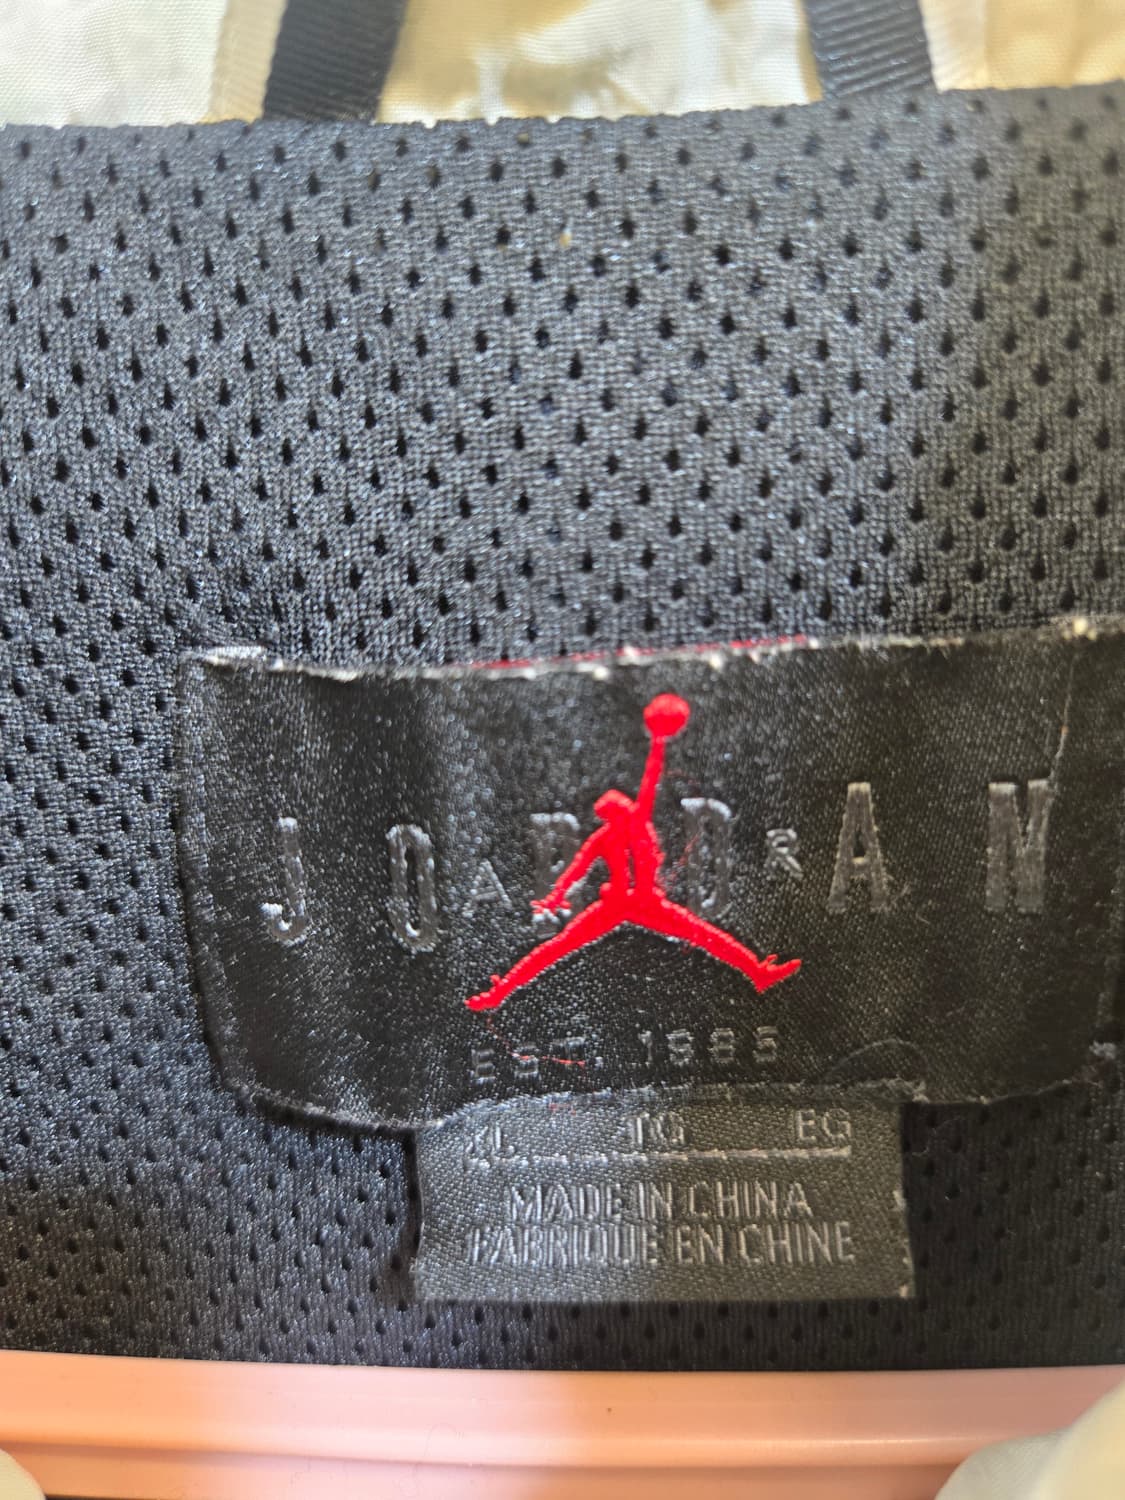 JORDAN
A R
EST. 1985
XL TG EG
MADE IN CHINA
FABRIQUE EN CHINE